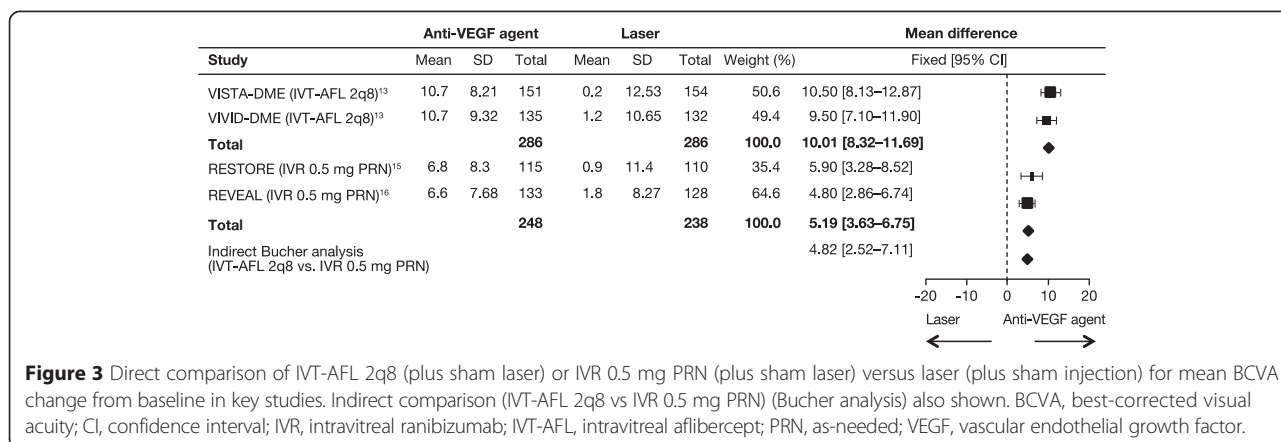 Anti-VEGF agent Laser Mean difference
Study Mean SD Total Mean SD Total Weight (%) Fixed [95% CI]
VISTA-DME (IVT-AFL 2q8)¹³ 10.7 8.21 151 0.2 12.53 154 50.6 10.50 [8.13–12.87]
VIVID-DME (IVT-AFL 2q8)¹³ 10.7 9.32 135 1.2 10.65 132 49.4 9.50 [7.10–11.90]
Total 286 286 100.0 10.01 [8.32–11.69]
RESTORE (IVR 0.5 mg PRN)¹⁵ 6.8 8.3 115 0.9 11.4 110 35.4 5.90 [3.28–8.52]
REVEAL (IVR 0.5 mg PRN)¹⁶ 6.6 7.68 133 1.8 8.27 128 64.6 4.80 [2.86–6.74]
Total 248 238 100.0 5.19 [3.63–6.75]
Indirect Bucher analysis 4.82 [2.52–7.11]
(IVT-AFL 2q8 vs. IVR 0.5 mg PRN)
-20 -10 0 10 20
Laser Anti-VEGF agent
Figure 3 Direct comparison of IVT-AFL 2q8 (plus sham laser) or IVR 0.5 mg PRN (plus sham laser) versus laser (plus sham injection) for mean BCVA
change from baseline in key studies. Indirect comparison (IVT-AFL 2q8 vs IVR 0.5 mg PRN) (Bucher analysis) also shown. BCVA, best-corrected visual
acuity; CI, confidence interval; IVR, intravitreal ranibizumab; IVT-AFL, intravitreal aflibercept; PRN, as-needed; VEGF, vascular endothelial growth factor.